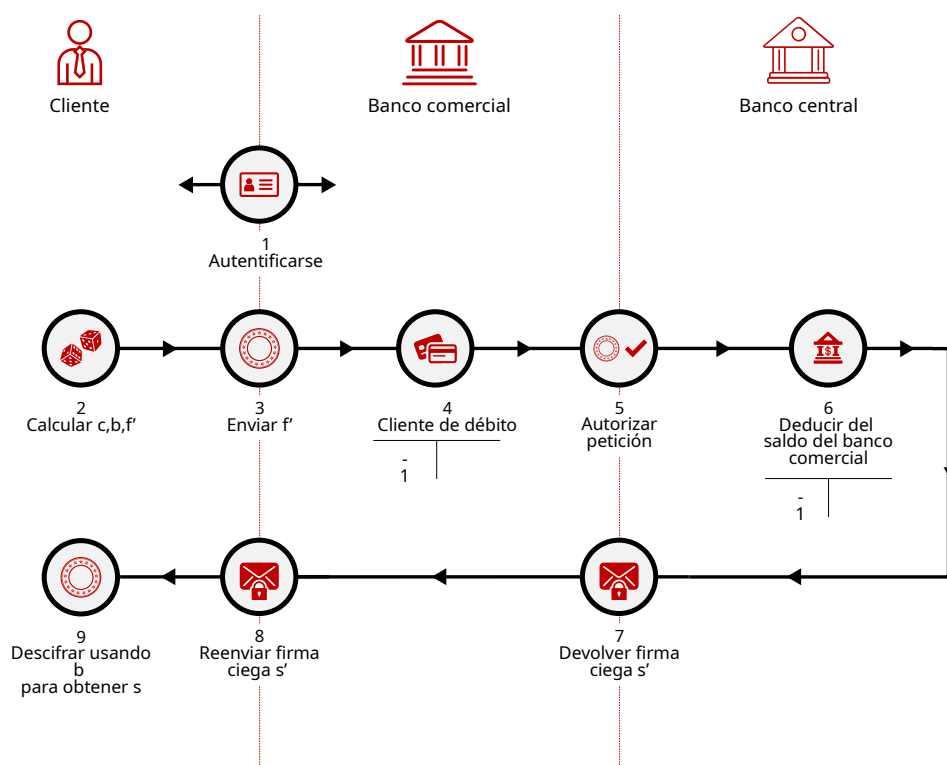 Cliente
Banco comercial
Banco central
1
Autentificarse
2
Calcular c,b,f’
3
Enviar f’
4
Cliente de débito
-
1
5
Autorizar
petición
6
Deducir del
saldo del banco
comercial
-
1
9
Descifrar usando
b
para obtener s
8
Reenviar firma
ciega s’
7
Devolver firma
ciega s’